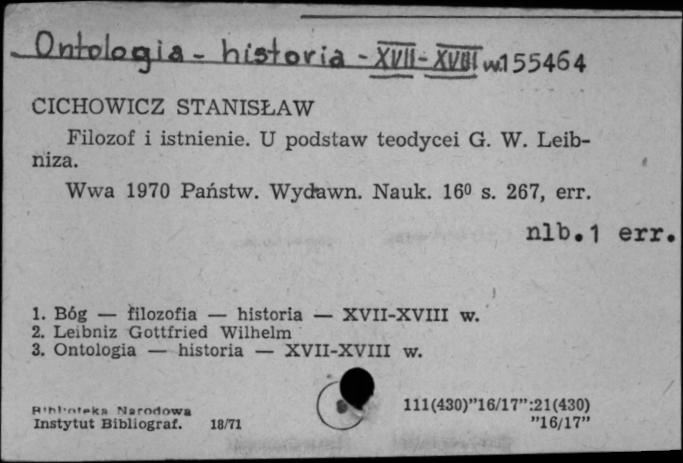 Ontologia - historia - XVII-XVIII w.
155464
CICHOWICZ STANISŁAW
Filozof i istnienie. U podstaw teodycei G. W. Leib-
niza.
Wwa 1970 Państw. Wydawn. Nauk. 16⁰ s. 267, err.
nlb.1 err.
1. Bóg — filozofia — historia — XVII-XVIII w.
2. Leibniz Gottfried Wilhelm
3. Ontologia — historia — XVII-XVIII w.
Biblioteka Narodowa
Instytut Bibliograf. 18/71
111(430)"16/17":21(430)
"16/17"